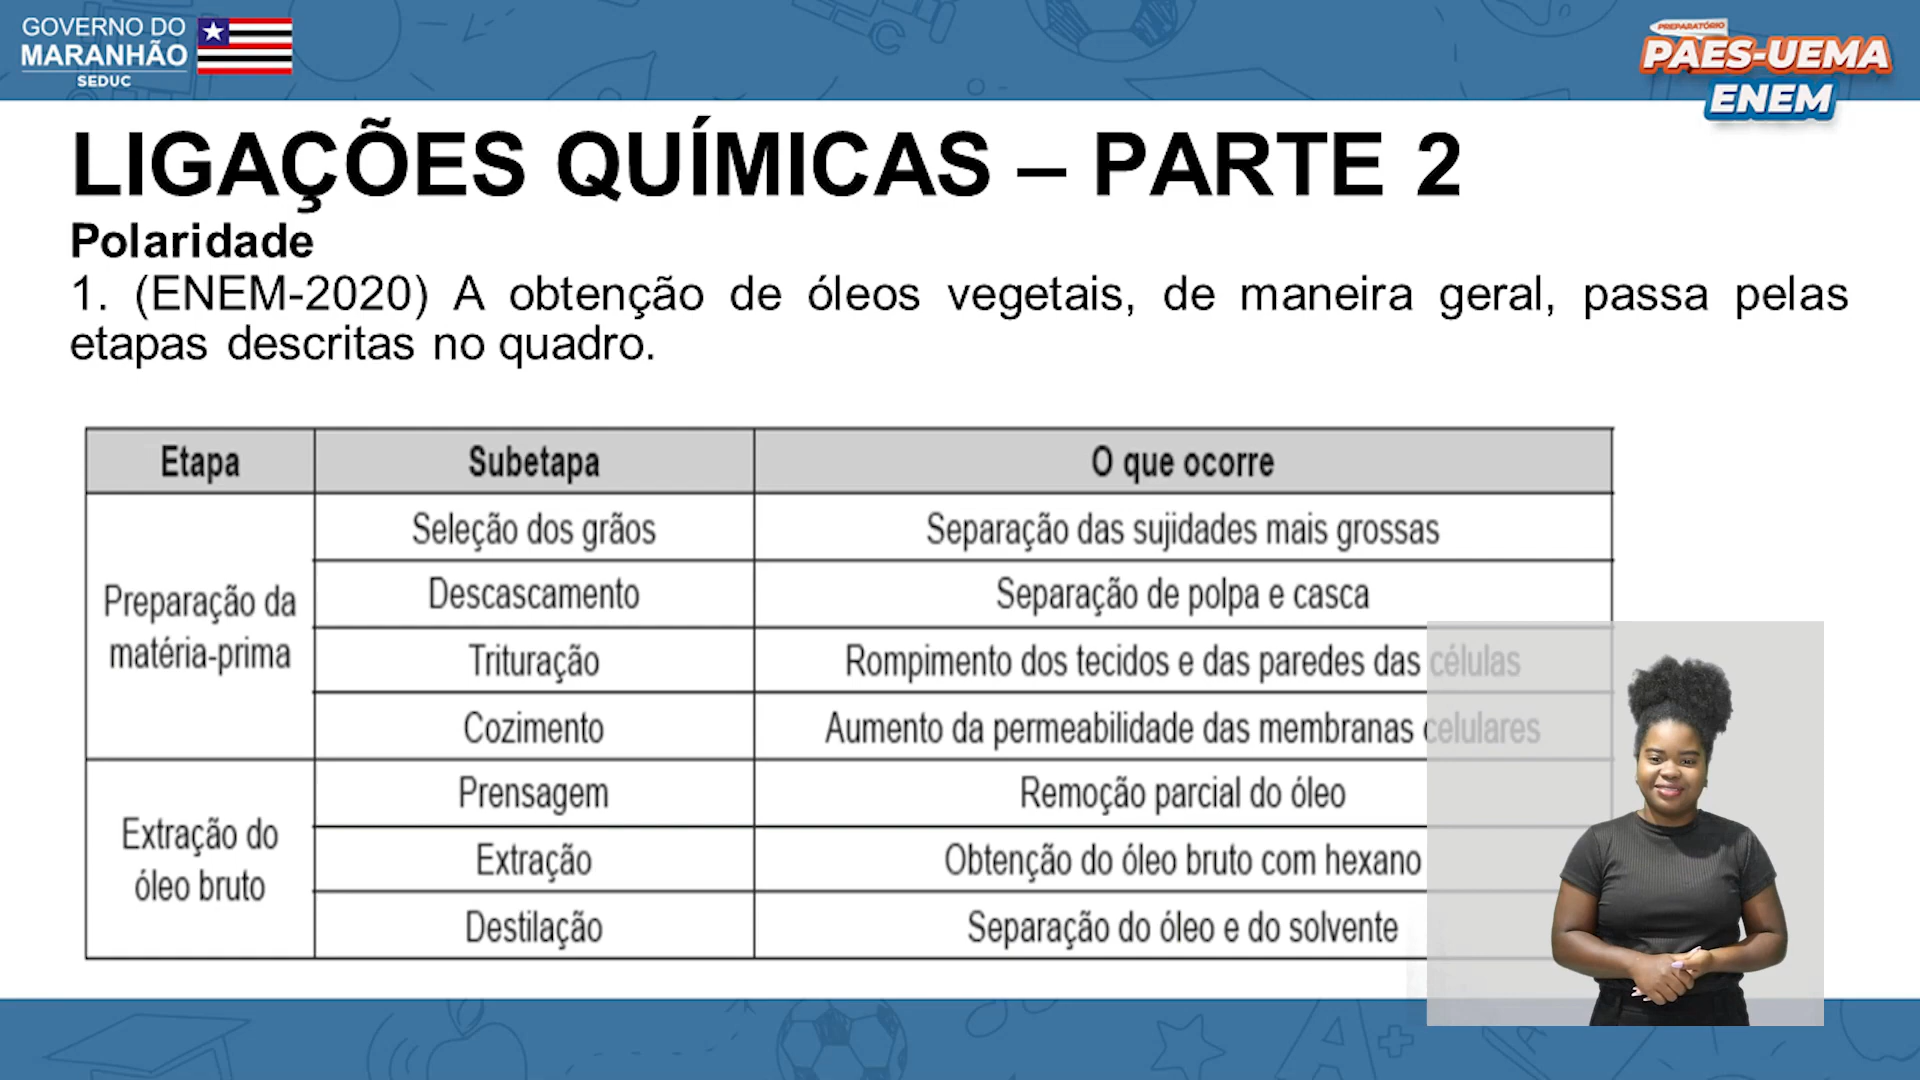 GOVERNO DO
MARANHÃO
SEDUC
PREPARATÓRIO
PAES-UEMA
ENEM
LIGAÇÕES QUÍMICAS – PARTE 2
Polaridade
1. (ENEM-2020) A obtenção de óleos vegetais, de maneira geral, passa pelas
etapas descritas no quadro.
Etapa Subetapa O que ocorre
Preparação da matéria-prima
Seleção dos grãos Separação das sujidades mais grossas
Descascamento Separação de polpa e casca
Trituração Rompimento dos tecidos e das paredes das células
Cozimento Aumento da permeabilidade das membranas celulares
Extração do óleo bruto
Prensagem Remoção parcial do óleo
Extração Obtenção do óleo bruto com hexano
Destilação Separação do óleo e do solvente
A+